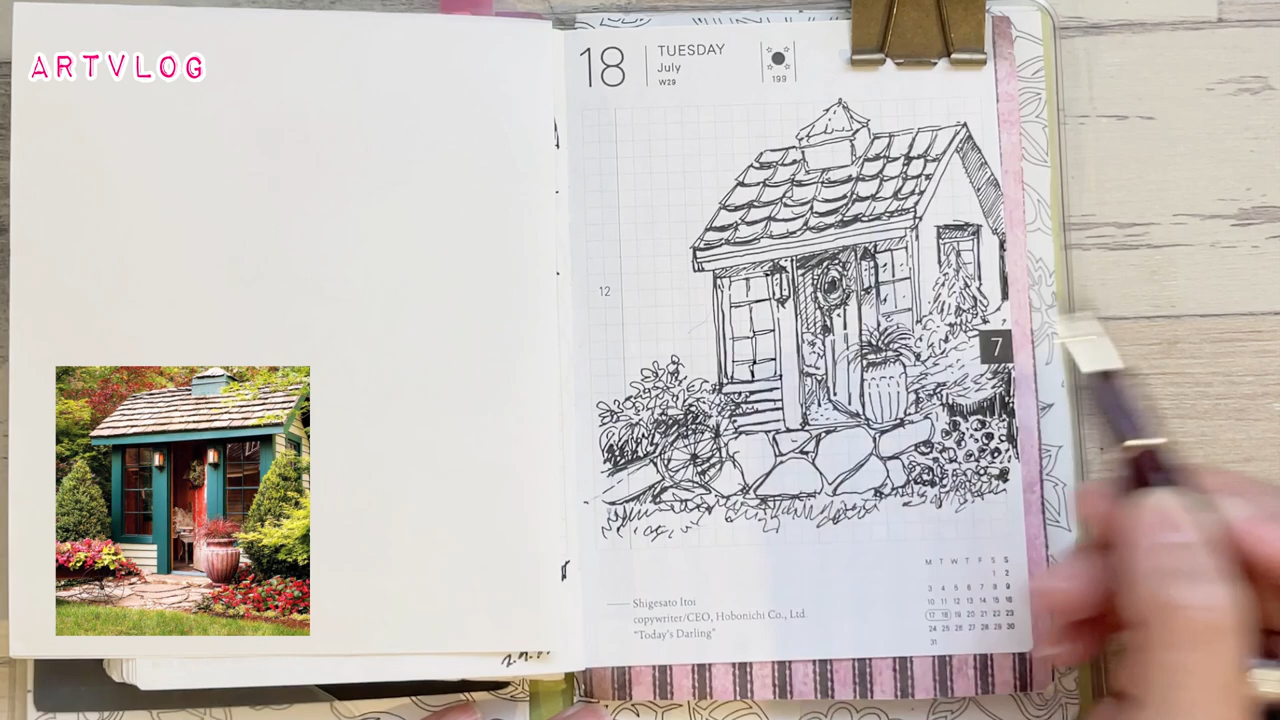 ARTVLOG
18
TUESDAY
July
W29
199
12
7
Shigesato Itoi
copywriter/CEO, Hobonichi Co., Ltd
"Today's Darling"
M T W T F S S
1 2
3 4 5 6 7 8 9
10 11 12 13 14 15 16
17 18 19 20 21 22 23
24 25 26 27 28 29 30
31